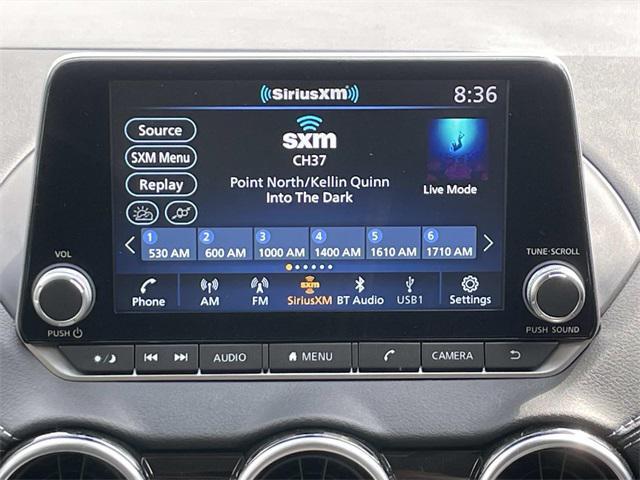 SiriusXM 8:36
Source
SXM Menu
Replay
sxm
CH37
Point North/Kellin Quinn
Into The Dark
Live Mode
1 2 3 4 5 6
530 AM 600 AM 1000 AM 1400 AM 1610 AM 1710 AM
Phone AM FM SiriusXM BT Audio USB1 Settings
VOL
PUSH
TUNE·SCROLL
PUSH SOUND
AUDIO MENU CAMERA